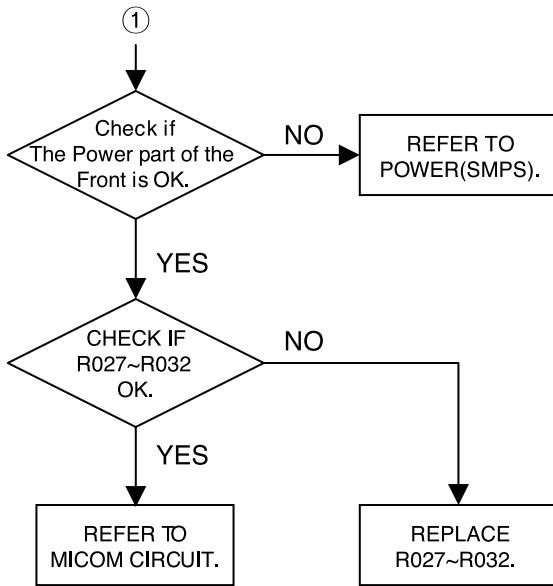 ①
Check if
The Power part of the
Front is OK.
NO
REFER TO
POWER(SMPS).
YES
CHECK IF
R027~R032
OK.
NO
YES
REFER TO
MICOM CIRCUIT.
REPLACE
R027~R032.